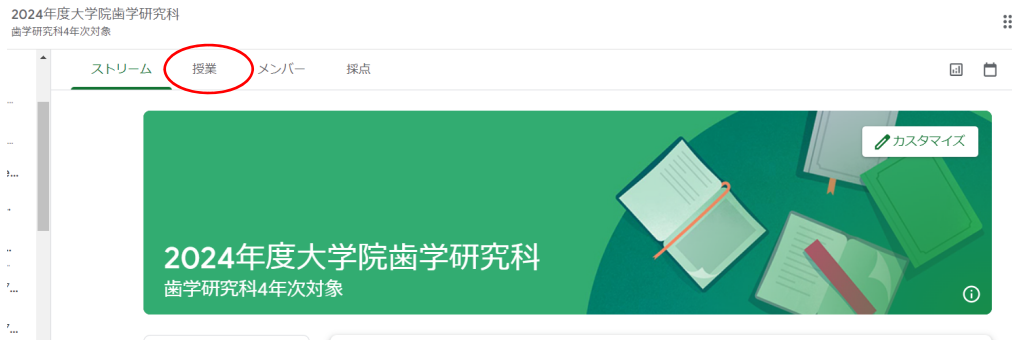 2024年度大学院歯学研究科
歯学研究科4年次対象
ストリーム 授業 メンバー 採点
カスタマイズ
2024年度大学院歯学研究科
歯学研究科4年次対象